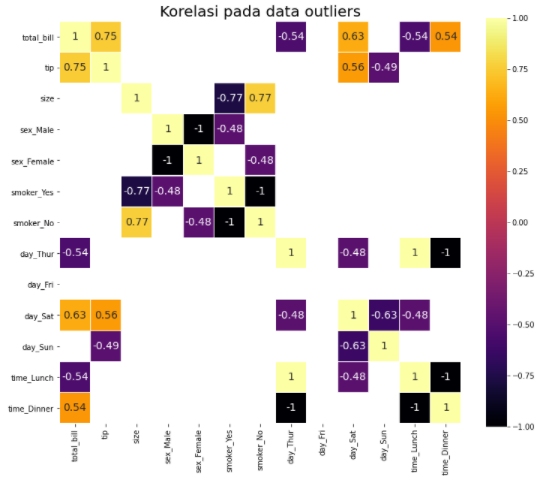 Korelasi pada data outliers
total_bill 1 0.75 -0.54 0.63 -0.54 0.54
tip 0.75 1 0.56 -0.49
size 1 -0.77 0.77
sex_Male 1 -1 -0.48
sex_Female -1 1 -0.48
smoker_Yes -0.77 -0.48 1 -1
smoker_No 0.77 -0.48 -1 1
day_Thur -0.54 1 -0.48 1 -1
day_Fri
day_Sat 0.63 0.56 -0.48 1 -0.63 -0.48
day_Sun -0.49 -0.63 1
time_Lunch -0.54 1 -0.48 1 -1
time_Dinner 0.54 -1 -1 1
total_bill
tip
size
sex_Male
sex_Female
smoker_Yes
smoker_No
day_Thur
day_Fri
day_Sat
day_Sun
time_Lunch
time_Dinner
1.00
0.75
0.50
0.25
0.00
−0.25
−0.50
−0.75
−1.00